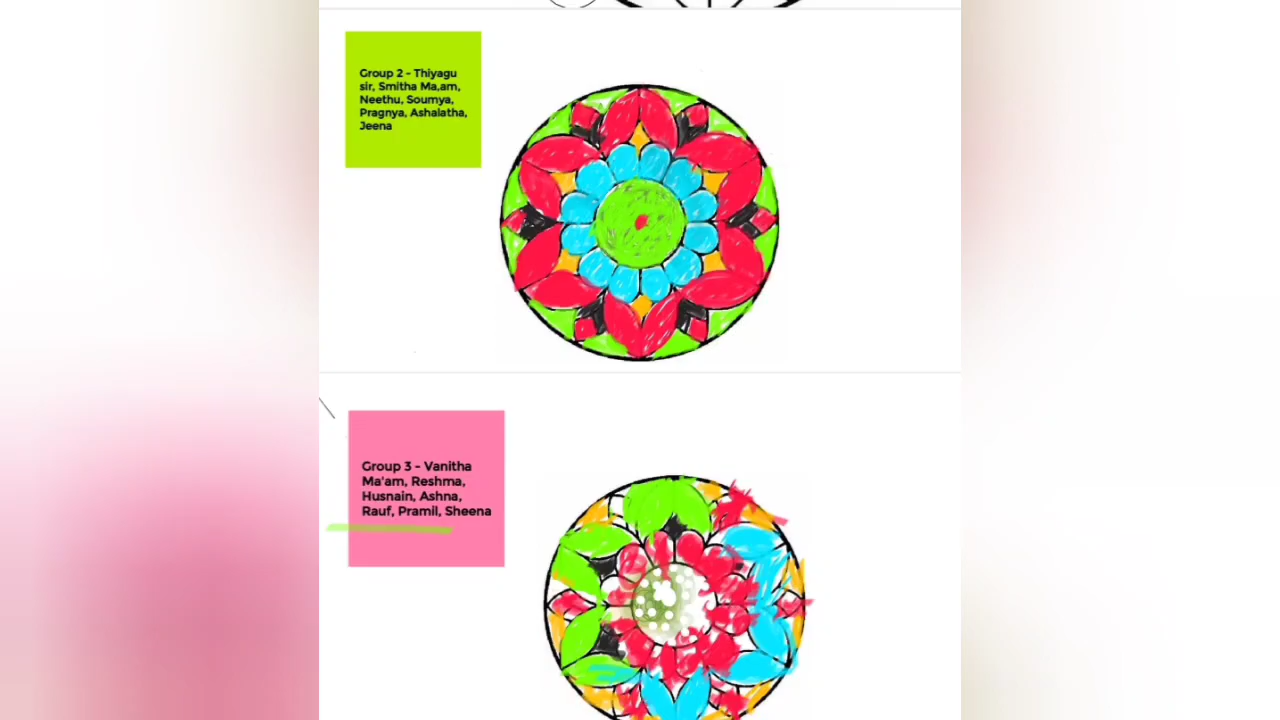 Group 2 - Thiyagu
sir, Smitha Ma,am,
Neethu, Soumya,
Pragnya, Ashalatha,
Jeena
Group 3 - Vanitha
Ma'am, Reshma,
Husnain, Ashna,
Rauf, Pramil, Sheena